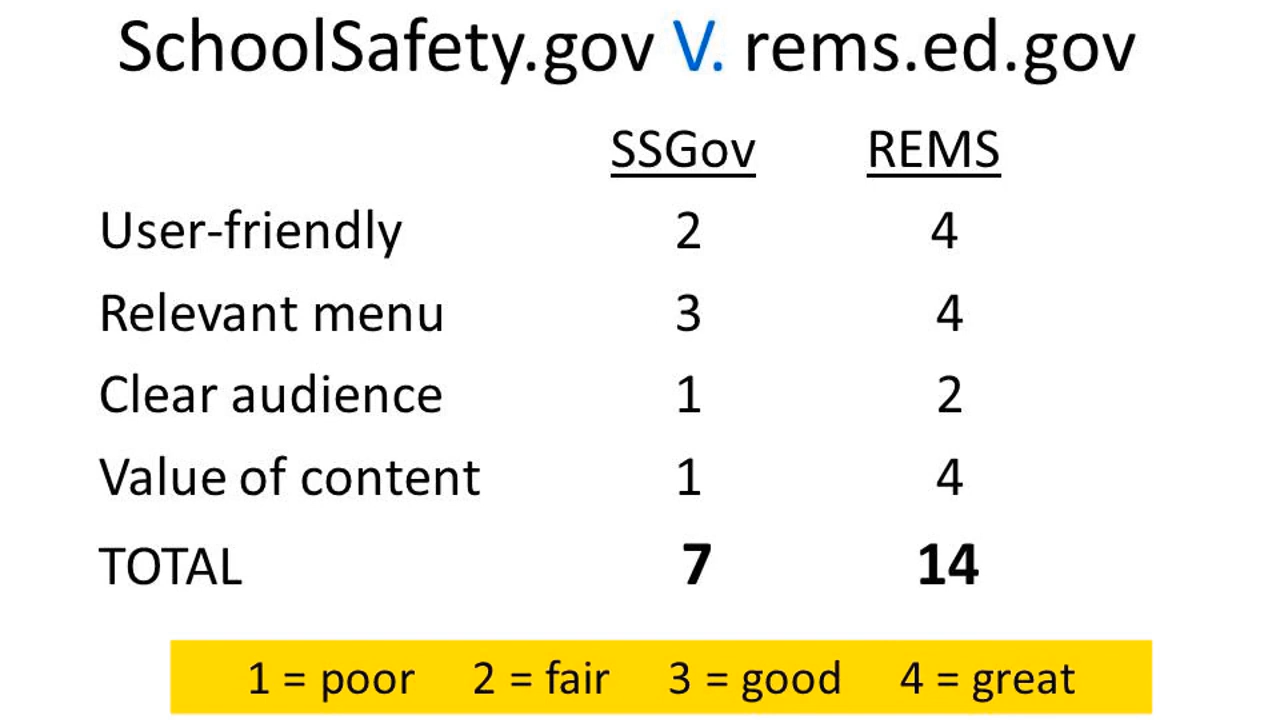 SchoolSafety.gov V. rems.ed.gov
SSGov REMS
User-friendly 2 4
Relevant menu 3 4
Clear audience 1 2
Value of content 1 4
TOTAL 7 14
1 = poor 2 = fair 3 = good 4 = great